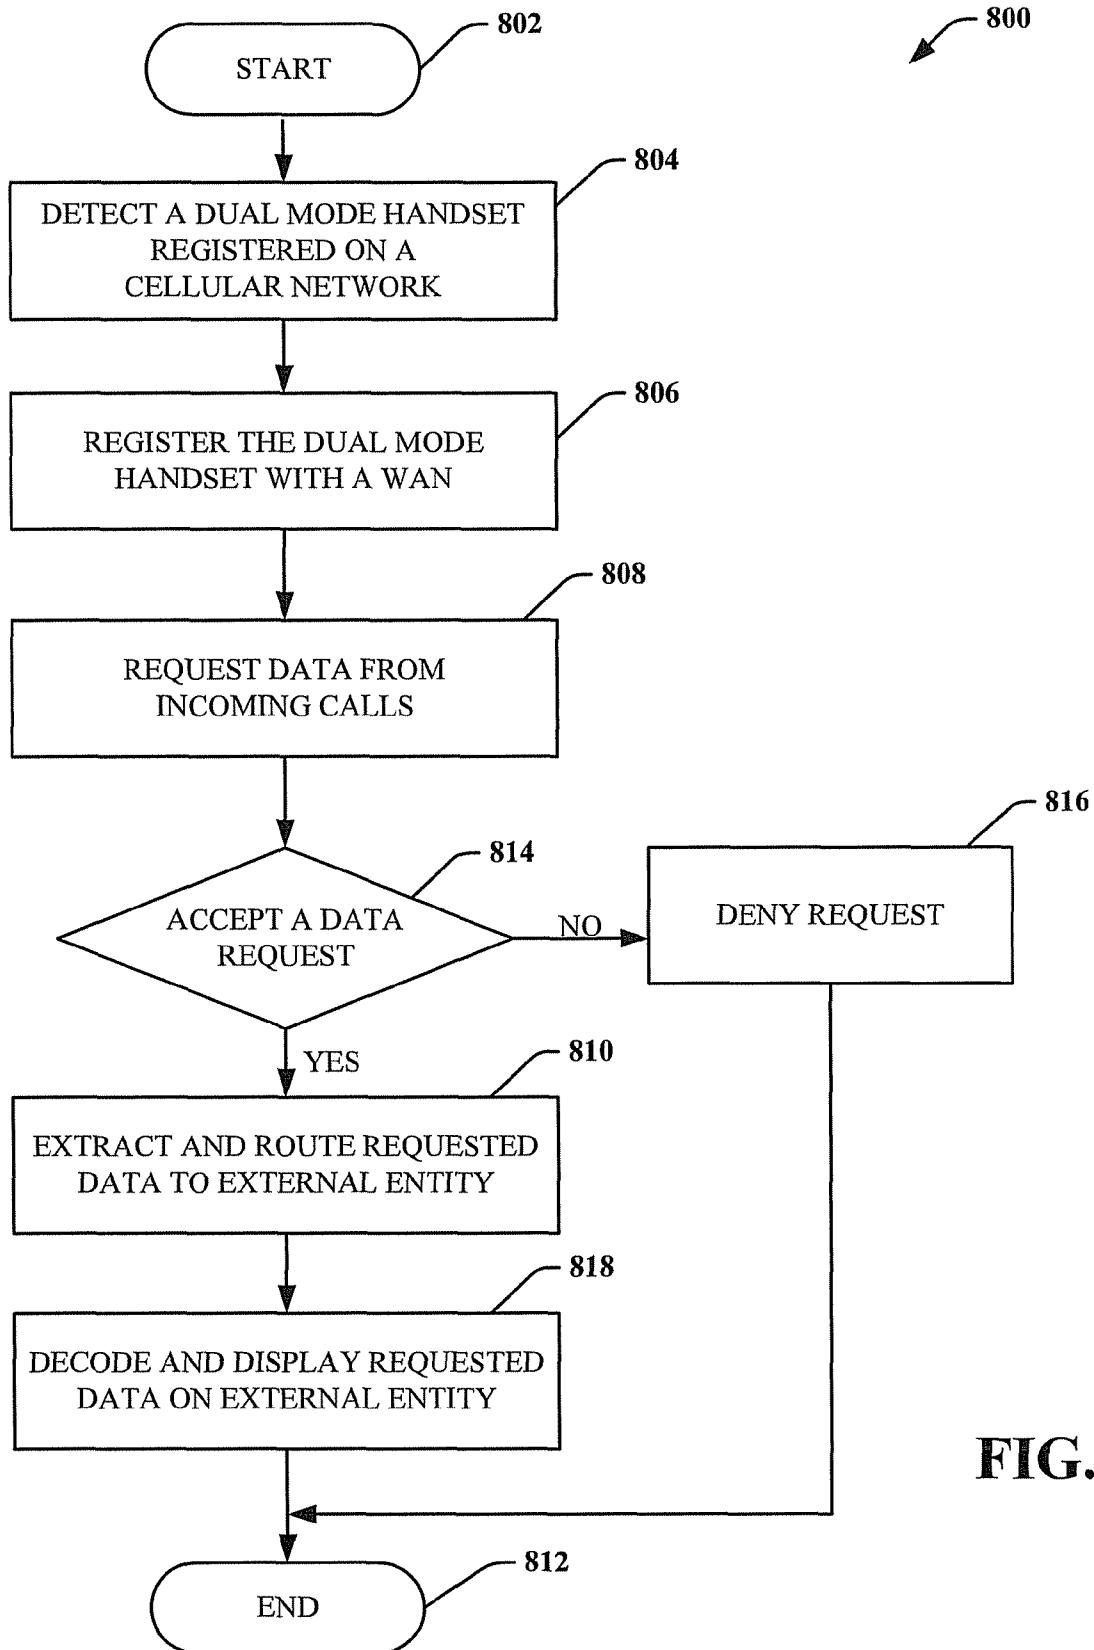 800
802
START
804
DETECT A DUAL MODE HANDSET
REGISTERED ON A
CELLULAR NETWORK
806
REGISTER THE DUAL MODE
HANDSET WITH A WAN
808
REQUEST DATA FROM
INCOMING CALLS
814
ACCEPT A DATA
REQUEST
NO
816
DENY REQUEST
YES
810
EXTRACT AND ROUTE REQUESTED
DATA TO EXTERNAL ENTITY
818
DECODE AND DISPLAY REQUESTED
DATA ON EXTERNAL ENTITY
FIG.
812
END